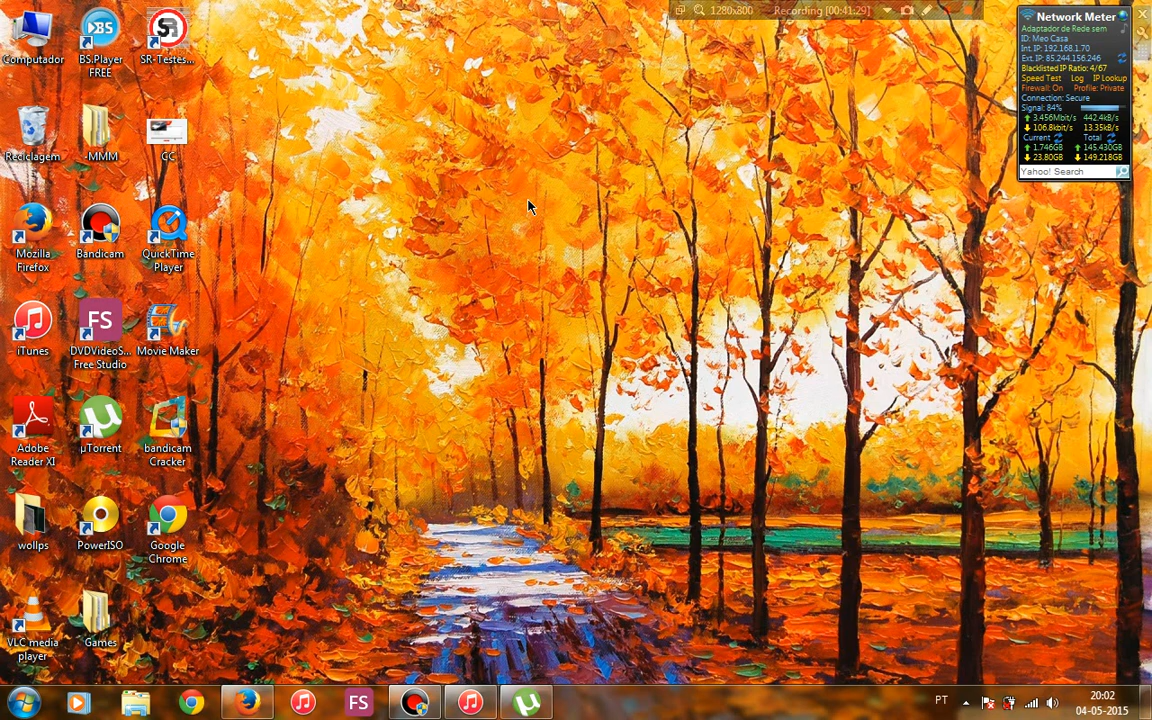 1280x800 Recording [00:41:29]
Network Meter
Adaptador de Rede sem
ID: Meo Casa
Int. IP: 192.168.1.70
Ext. IP: 85.244.156.246
Blacklisted IP Ratio: 4/67
Speed Test Log IP Lookup
Firewall: On Profile: Private
Connection: Secure
Signal: 84%
3.456Mbit/s 442.4kB/s
106.8kbit/s 13.35kB/s
Current Total
1.746GB 145.430GB
23.80GB 149.218GB
Yahoo! Search
Computador
BS.Player
FREE
SR-Testes...
Reciclagem
-MMM
CC
Mozilla
Firefox
Bandicam
QuickTime
Player
iTunes
FS
DVDVideoS...
Free Studio
Movie Maker
Adobe
Reader XI
µTorrent
bandicam
Cracker
wollps
PowerISO
Google
Chrome
VLC media
player
Games
FS
PT
20:02
04-05-2015